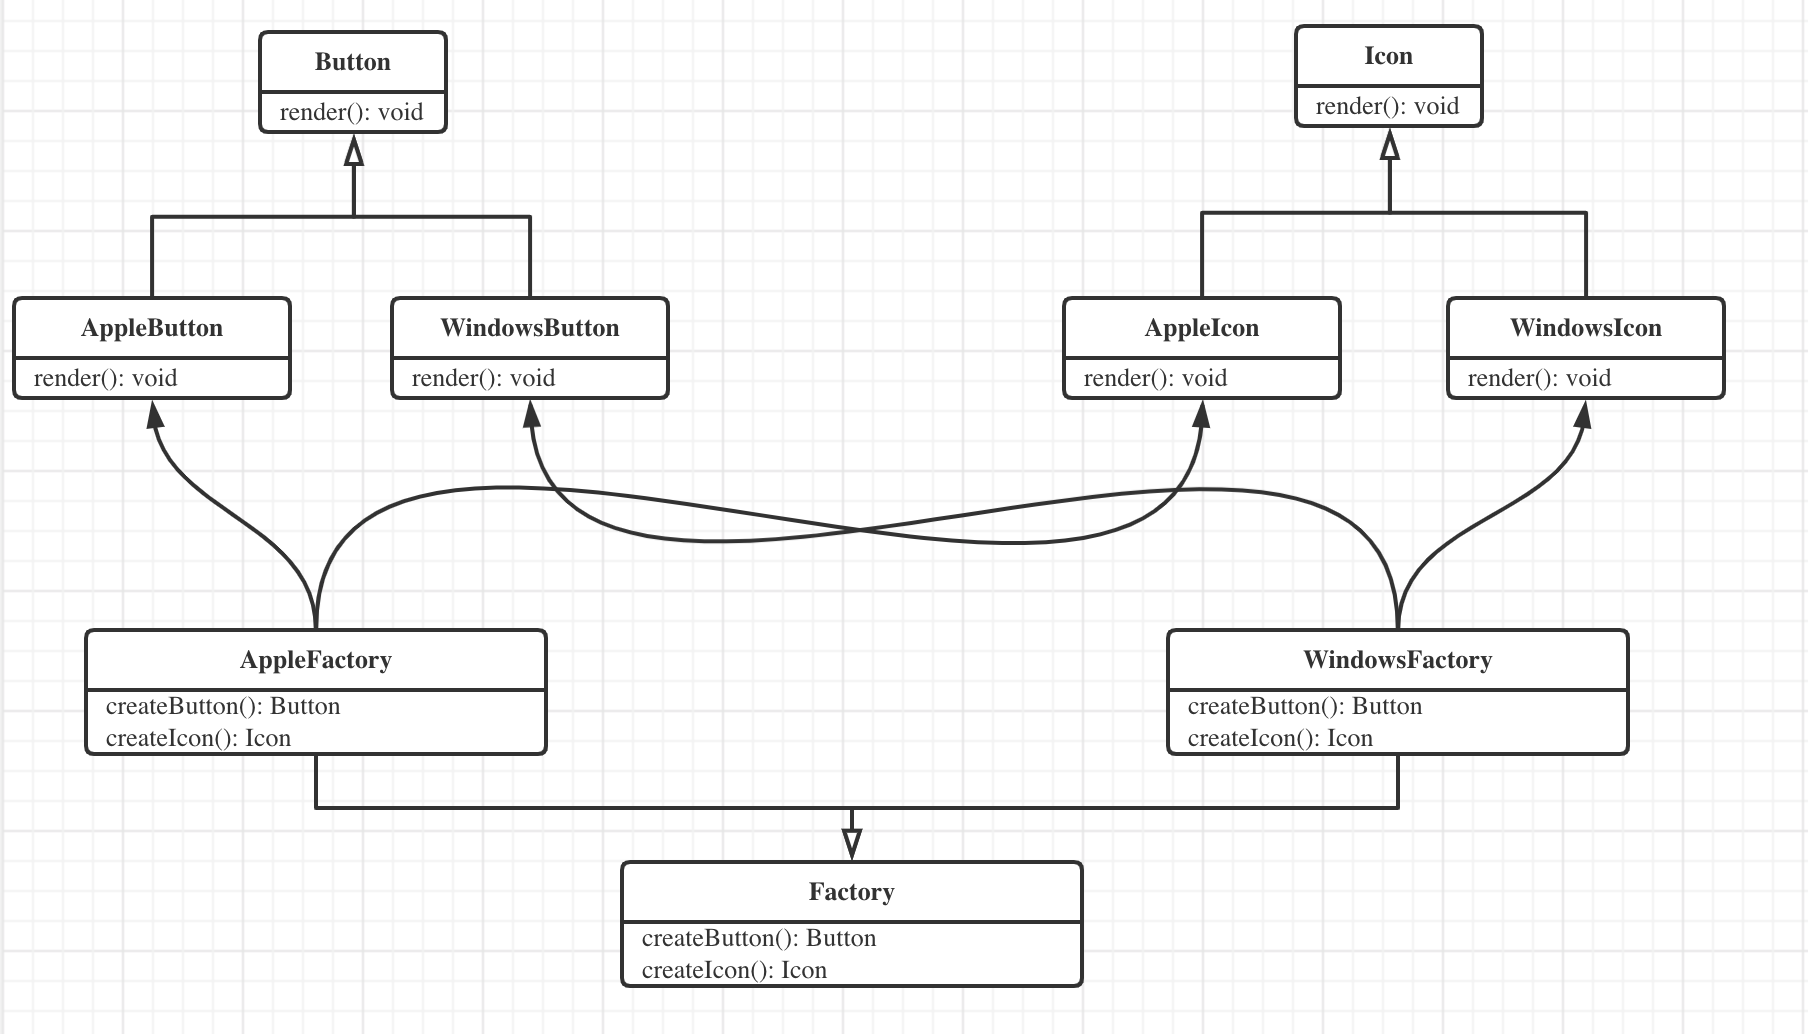 Button
render(): void
Icon
render(): void
AppleButton
render(): void
WindowsButton
render(): void
AppleIcon
render(): void
WindowsIcon
render(): void
AppleFactory
createButton(): Button
createIcon(): Icon
WindowsFactory
createButton(): Button
createIcon(): Icon
Factory
createButton(): Button
createIcon(): Icon